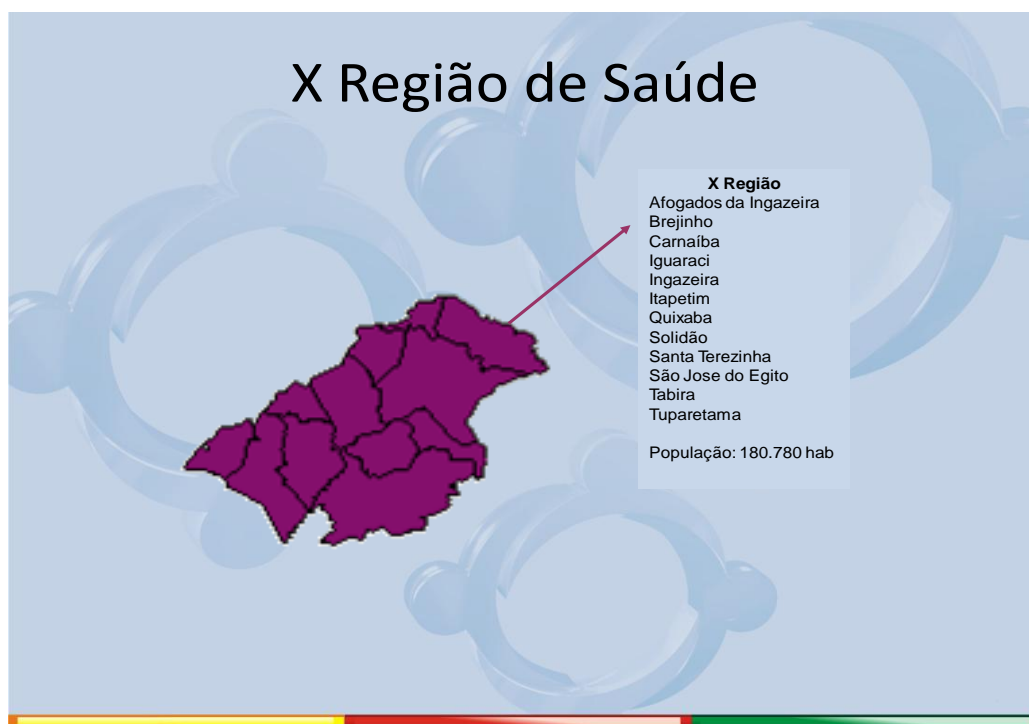 X Região de Saúde
X Região
Afogados da Ingazeira
Brejinho
Carnaíba
Iguaraci
Ingazeira
Itapetim
Quixaba
Solidão
Santa Terezinha
São Jose do Egito
Tabira
Tuparetama
População: 180.780 hab